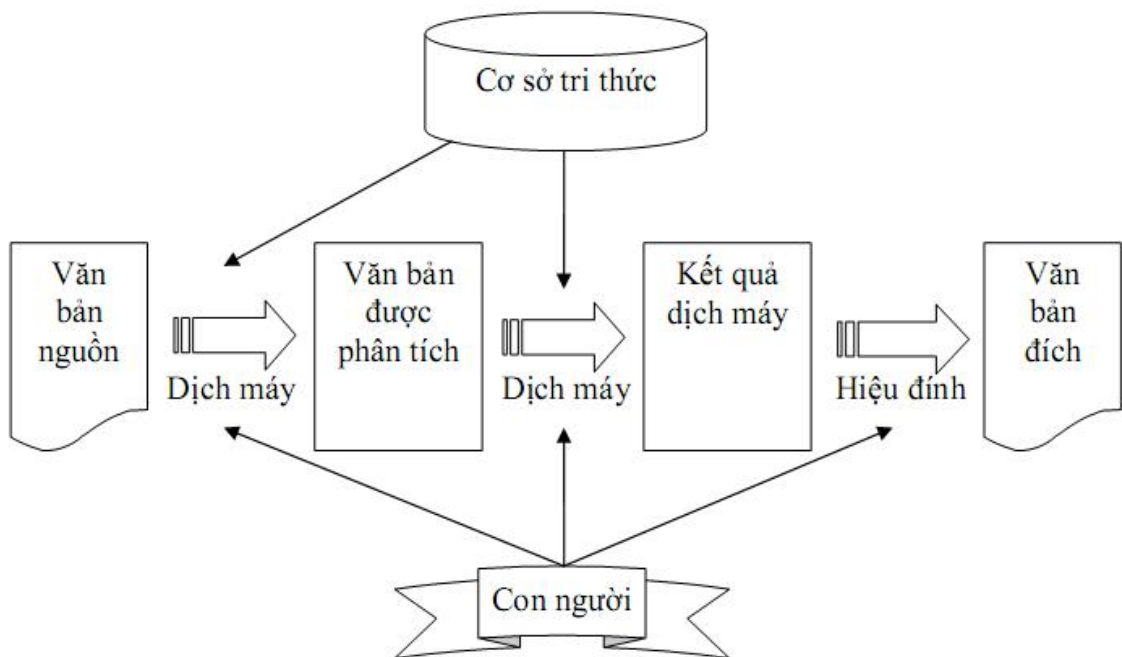 Cơ sở tri thức
Văn
bản
nguồn
Dịch máy
Văn bản
được
phân tích
Dịch máy
Kết quả
dịch máy
Hiệu đính
Văn
bản
đích
Con người